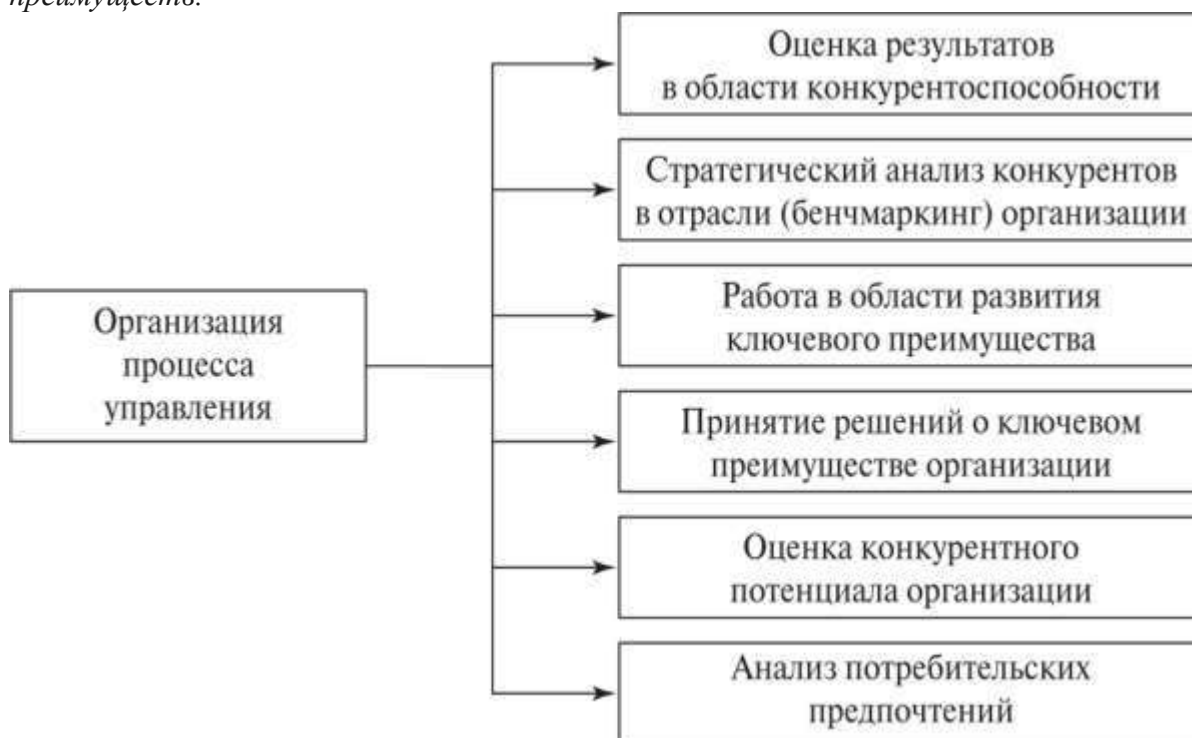 преимуществ.
Оценка результатов
в области конкурентоспособности
Стратегический анализ конкурентов
в отрасли (бенчмаркинг) организации
Работа в области развития
ключевого преимущества
Организация
процесса
управления
Принятие решений о ключевом
преимуществе организации
Оценка конкурентного
потенциала организации
Анализ потребительских
предпочтений